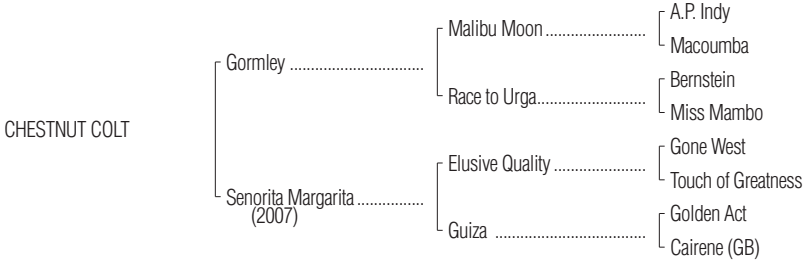 A.P. Indy
Malibu Moon ........................
Macoumba
Gormley ................................
Bernstein
Race to Urga..........................
Miss Mambo
CHESTNUT COLT
Gone West
Elusive Quality ......................
Touch of Greatness
Senorita Margarita ................
(2007)
Golden Act
Guiza ....................................
Cairene (GB)